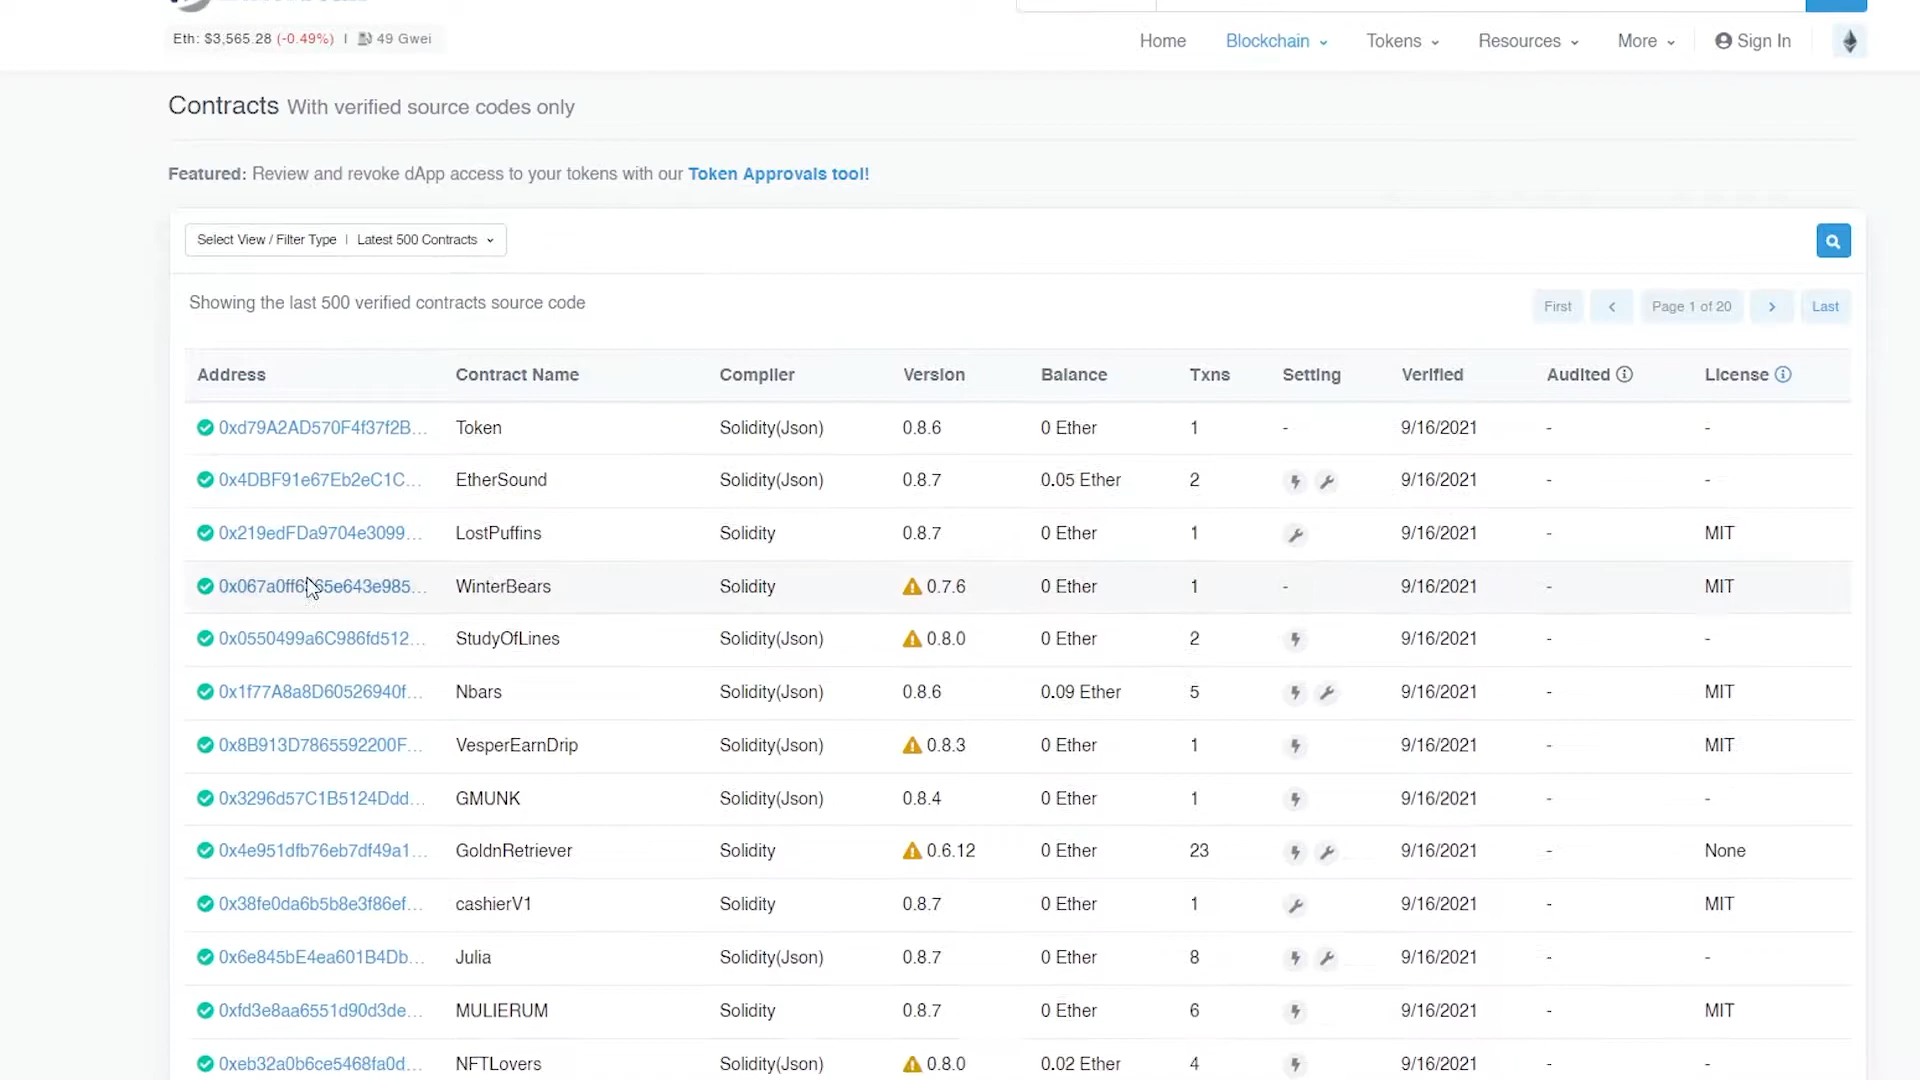 Eth: $3,565.28 (-0.49%) | 49 Gwei
Home Blockchain Tokens Resources More Sign In
Contracts With verified source codes only
Featured: Review and revoke dApp access to your tokens with our Token Approvals tool!
Select View / Filter Type | Latest 500 Contracts
Showing the last 500 verified contracts source code
First Page 1 of 20 Last
Address Contract Name Compiler Version Balance Txns Setting Verified Audited License
0xd79A2AD570F4f37f2B... Token Solidity(Json) 0.8.6 0 Ether 1 - 9/16/2021 - -
0x4DBF91e67Eb2eC1C... EtherSound Solidity(Json) 0.8.7 0.05 Ether 2 9/16/2021 - -
0x219edFDa9704e3099... LostPuffins Solidity 0.8.7 0 Ether 1 9/16/2021 - MIT
WinterBears Solidity 0.7.6 0 Ether 1 - 9/16/2021 - MIT
0x0550499a6C986fd512... StudyOfLines Solidity(Json) 0.8.0 0 Ether 2 9/16/2021 - -
0x1f77A8a8D60526940f... Nbars Solidity(Json) 0.8.6 0.09 Ether 5 9/16/2021 - MIT
0x8B913D7865592200F... VesperEarnDrip Solidity(Json) 0.8.3 0 Ether 1 9/16/2021 - MIT
0x3296d57C1B5124Ddd... GMUNK Solidity(Json) 0.8.4 0 Ether 1 9/16/2021 - -
0x4e951dfb76eb7df49a1... GoldnRetriever Solidity 0.6.12 0 Ether 23 9/16/2021 - None
0x38fe0da6b5b8e3f86ef... cashierV1 Solidity 0.8.7 0 Ether 1 9/16/2021 - MIT
0x6e845bE4ea601B4Db... Julia Solidity(Json) 0.8.7 0 Ether 8 9/16/2021 - -
0xfd3e8aa6551d90d3de... MULIERUM Solidity 0.8.7 0 Ether 6 9/16/2021 - MIT
0xeb32a0b6ce5468fa0d... NFTLovers Solidity(Json) 0.8.0 0.02 Ether 4 9/16/2021 - -